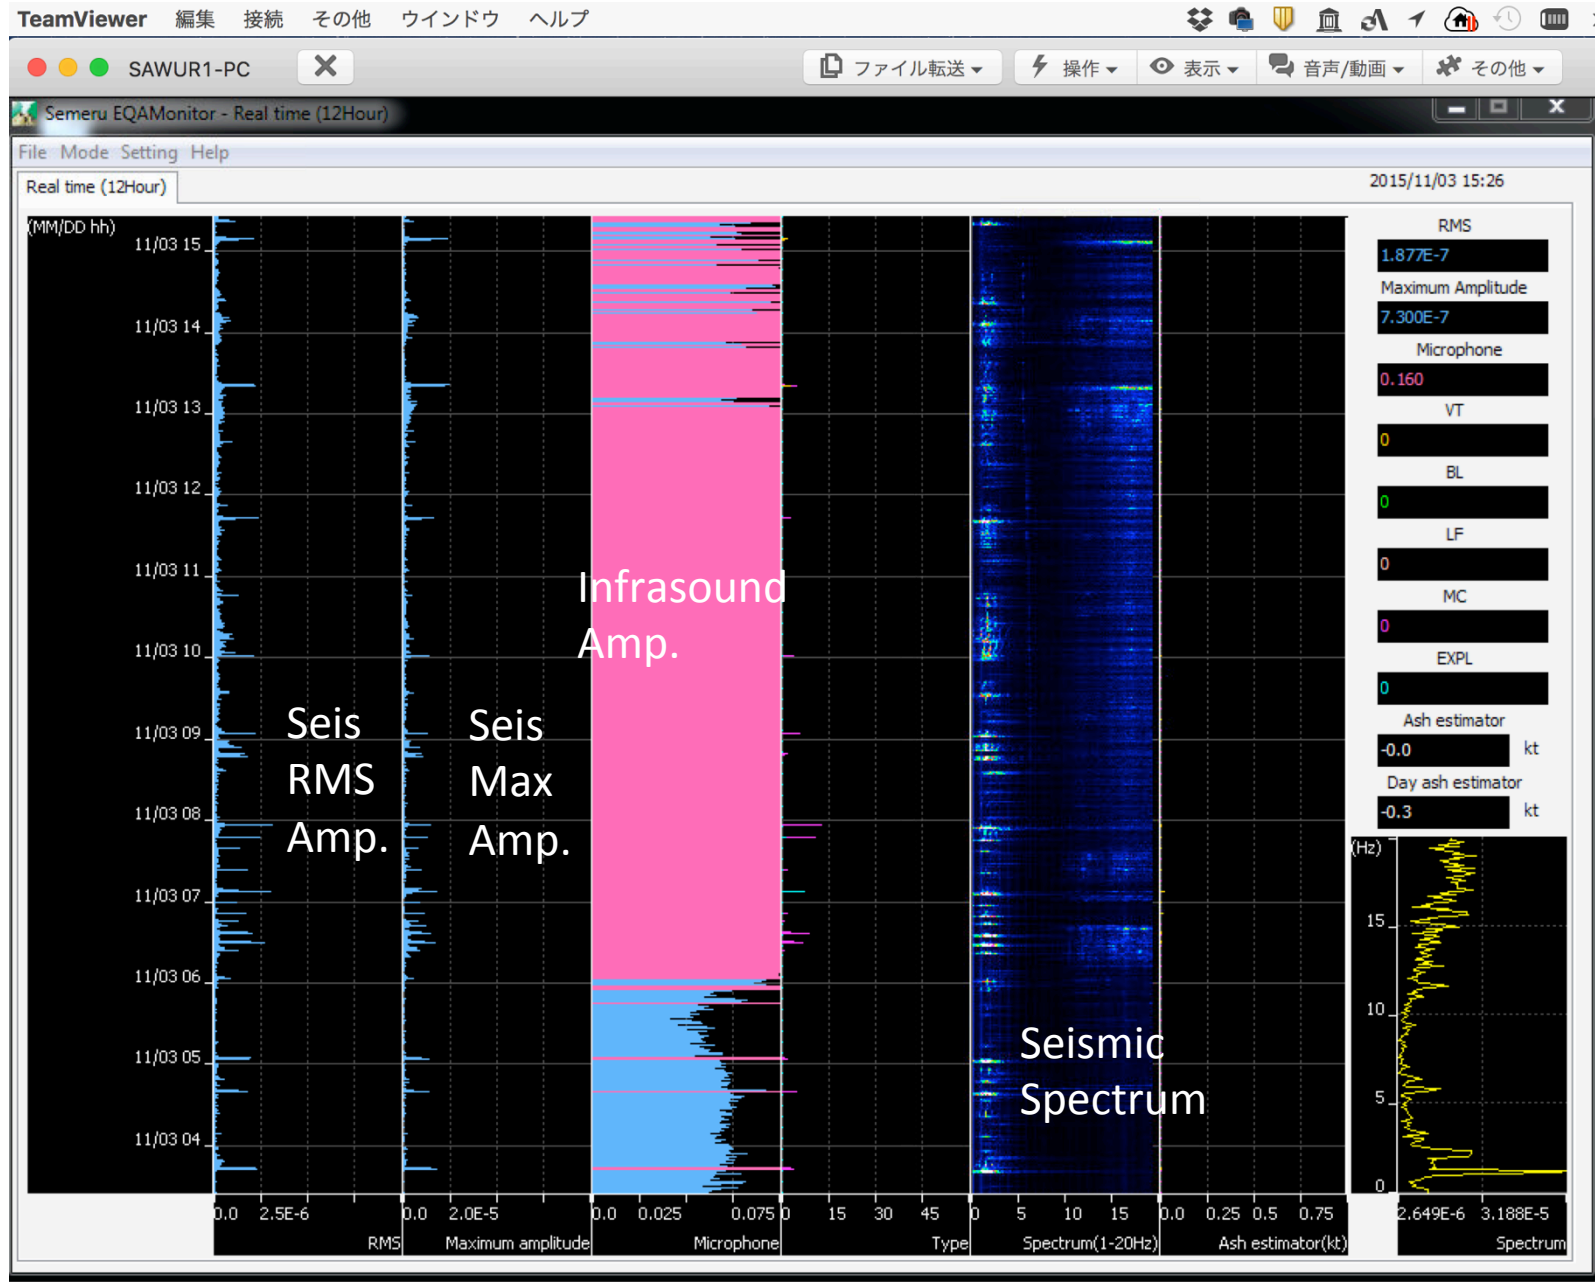 TeamViewer 編集 接続 その他 ウインドウ ヘルプ
SAWUR1-PC ファイル転送 操作 表示 音声/動画 その他
Semeru EQAMonitor - Real time (12Hour)
File Mode Setting Help
Real time (12Hour) 2015/11/03 15:26
(MM/DD hh)
11/03 15
11/03 14
11/03 13
11/03 12
11/03 11
11/03 10
11/03 09
11/03 08
11/03 07
11/03 06
11/03 05
11/03 04
Seis
RMS
Amp.
Seis
Max
Amp.
Infrasound
Amp.
Seismic
Spectrum
0.0 2.5E-6
RMS
0.0 2.0E-5
Maximum amplitude
0.0 0.025 0.075
Microphone
0 15 30 45
Type
0 5 10 15
Spectrum(1-20Hz)
0.0 0.25 0.5 0.75
Ash estimator(kt)
RMS
1.877E-7
Maximum Amplitude
7.300E-7
Microphone
0.160
VT
0
BL
0
LF
0
MC
0
EXPL
0
Ash estimator
-0.0 kt
Day ash estimator
-0.3 kt
(Hz)
15
10
5
0
2.649E-6 3.188E-5
Spectrum